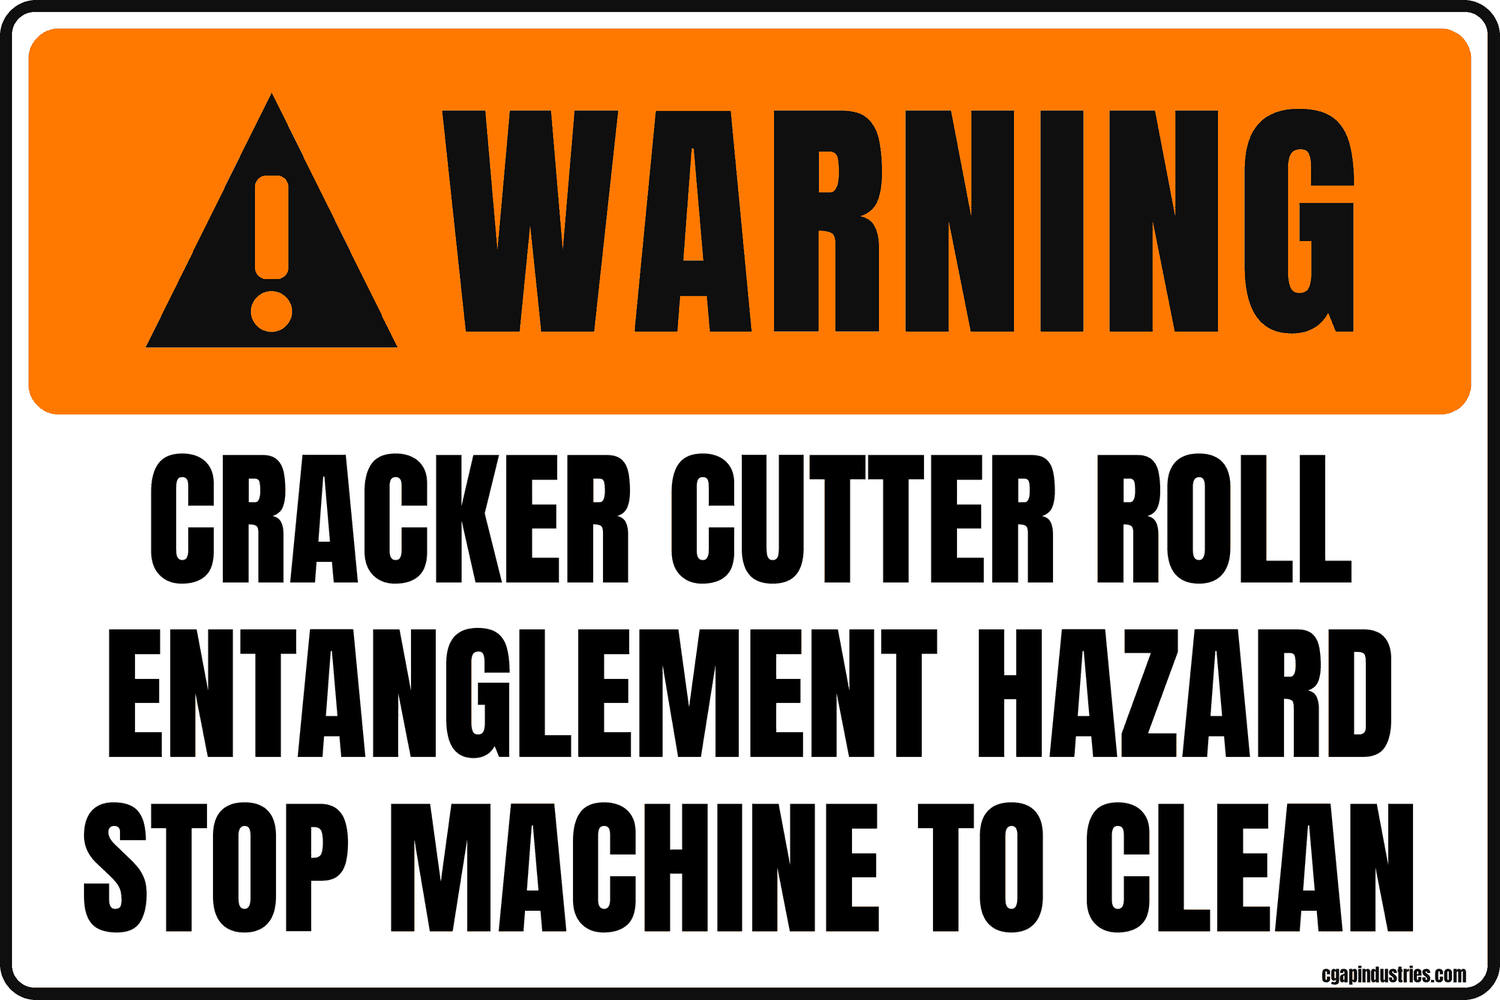 WARNING
CRACKER CUTTER ROLL
ENTANGLEMENT HAZARD
STOP MACHINE TO CLEAN
cgapindustries.com